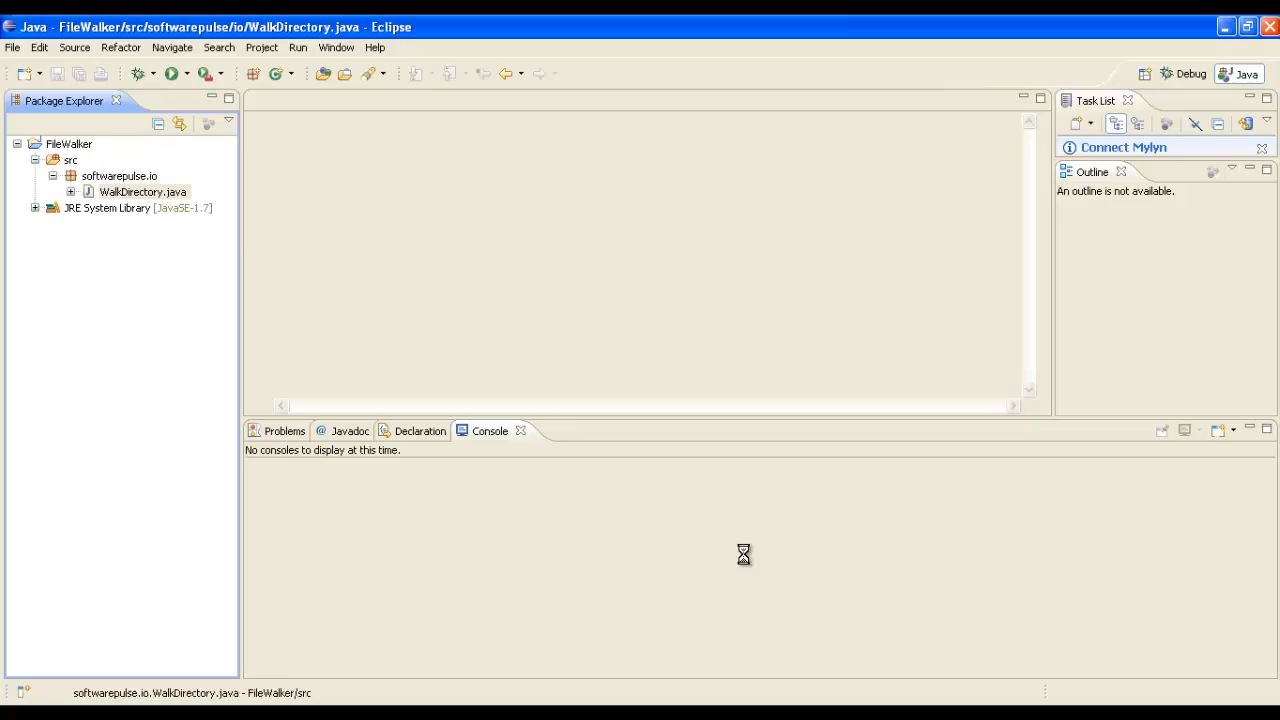 Java - FileWalker/src/softwarepulse/io/WalkDirectory.java - Eclipse
File Edit Source Refactor Navigate Search Project Run Window Help
Debug Java
Package Explorer
Task List
Connect Mylyn
FileWalker
src
softwarepulse.io
WalkDirectory.java
JRE System Library [JavaSE-1.7]
Outline
An outline is not available.
Problems @ Javadoc Declaration Console
No consoles to display at this time.
softwarepulse.io.WalkDirectory.java - FileWalker/src